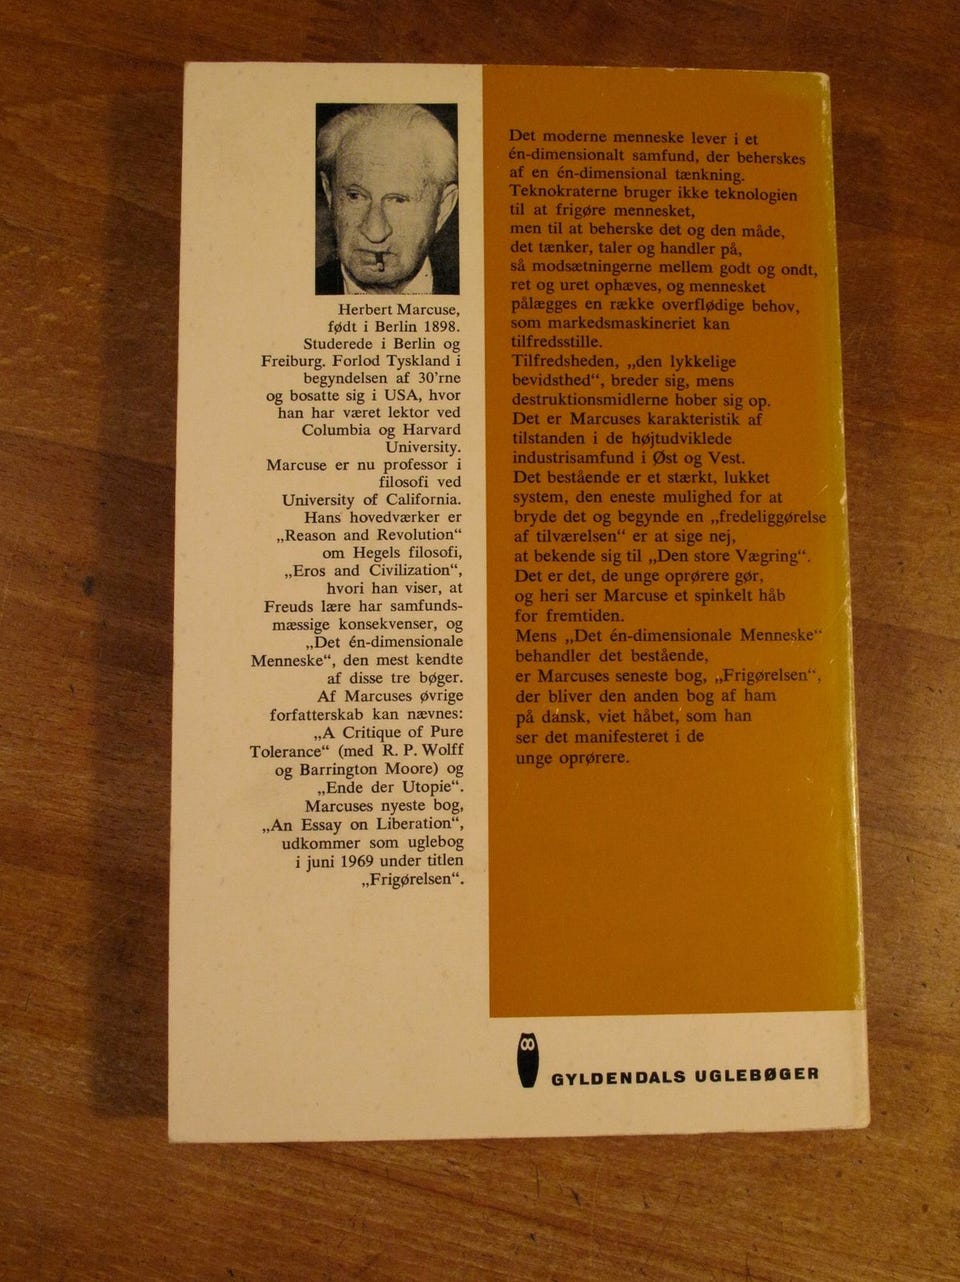 Herbert Marcuse,
født i Berlin 1898.
Studerede i Berlin og
Freiburg. Forlod Tyskland i
begyndelsen af 30'rne
og bosatte sig i USA, hvor
han har været lektor ved
Columbia og Harvard
University.
Marcuse er nu professor i
filosofi ved
University of California.
Hans hovedværker er
„Reason and Revolution“
om Hegels filosofi,
„Eros and Civilization“,
hvori han viser, at
Freuds lære har samfunds-
mæssige konsekvenser, og
„Det én-dimensionale
Menneske“, den mest kendte
af disse tre bøger.
Af Marcuses øvrige
forfatterskab kan nævnes:
„A Critique of Pure
Tolerance“ (med R. P. Wolff
og Barrington Moore) og
„Ende der Utopie“.
Marcuses nyeste bog,
„An Essay on Liberation“,
udkommer som uglebog
i juni 1969 under titlen
„Frigørelsen“.
Det moderne menneske lever i et
én-dimensionalt samfund, der beherskes
af en én-dimensional tænkning.
Teknokraterne bruger ikke teknologien
til at frigøre mennesket,
men til at beherske det og den måde,
det tænker, taler og handler på,
så modsætningerne mellem godt og ondt,
ret og uret ophæves, og mennesket
pålægges en række overflødige behov,
som markedsmaskineriet kan
tilfredsstille.
Tilfredsheden, „den lykkelige
bevidsthed“, breder sig, mens
destruktionsmidlerne hober sig op.
Det er Marcuses karakteristik af
tilstanden i de højtudviklede
industrisamfund i Øst og Vest.
Det bestående er et stærkt, lukket
system, den eneste mulighed for at
bryde det og begynde en „fredeliggørelse
af tilværelsen“ er at sige nej,
at bekende sig til „Den store Vægring“.
Det er det, de unge oprørere gør,
og heri ser Marcuse et spinkelt håb
for fremtiden.
Mens „Det én-dimensionale Menneske“
behandler det bestående,
er Marcuses seneste bog, „Frigørelsen“,
der bliver den anden bog af ham
på dansk, viet håbet, som han
ser det manifesteret i de
unge oprørere.
GYLDENDALS UGLEBØGER